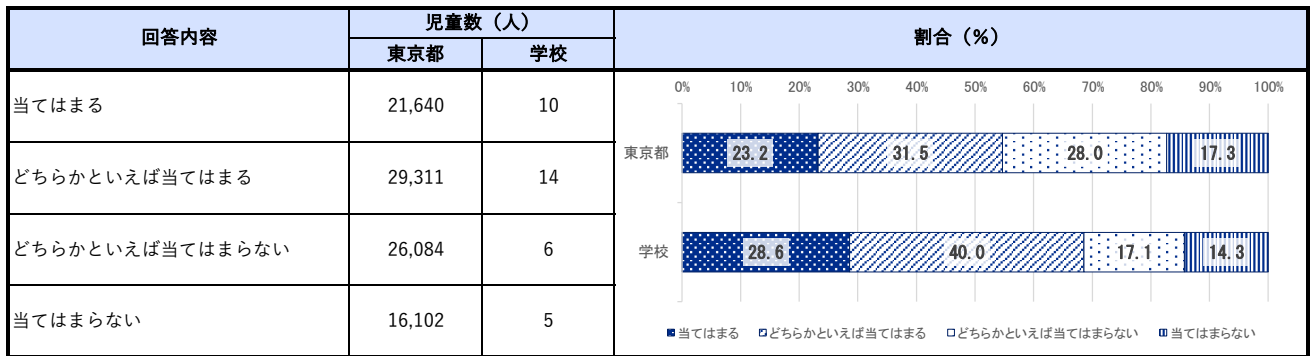 回答内容 児童数（人） 割合（%）
東京都 学校
当てはまる 21,640 10
どちらかといえば当てはまる 29,311 14
どちらかといえば当てはまらない 26,084 6
当てはまらない 16,102 5
0% 10% 20% 30% 40% 50% 60% 70% 80% 90% 100%
東京都 23.2 31.5 28.0 17.3
学校 28.6 40.0 17.1 14.3
当てはまる どちらかといえば当てはまる どちらかといえば当てはまらない 当てはまらない